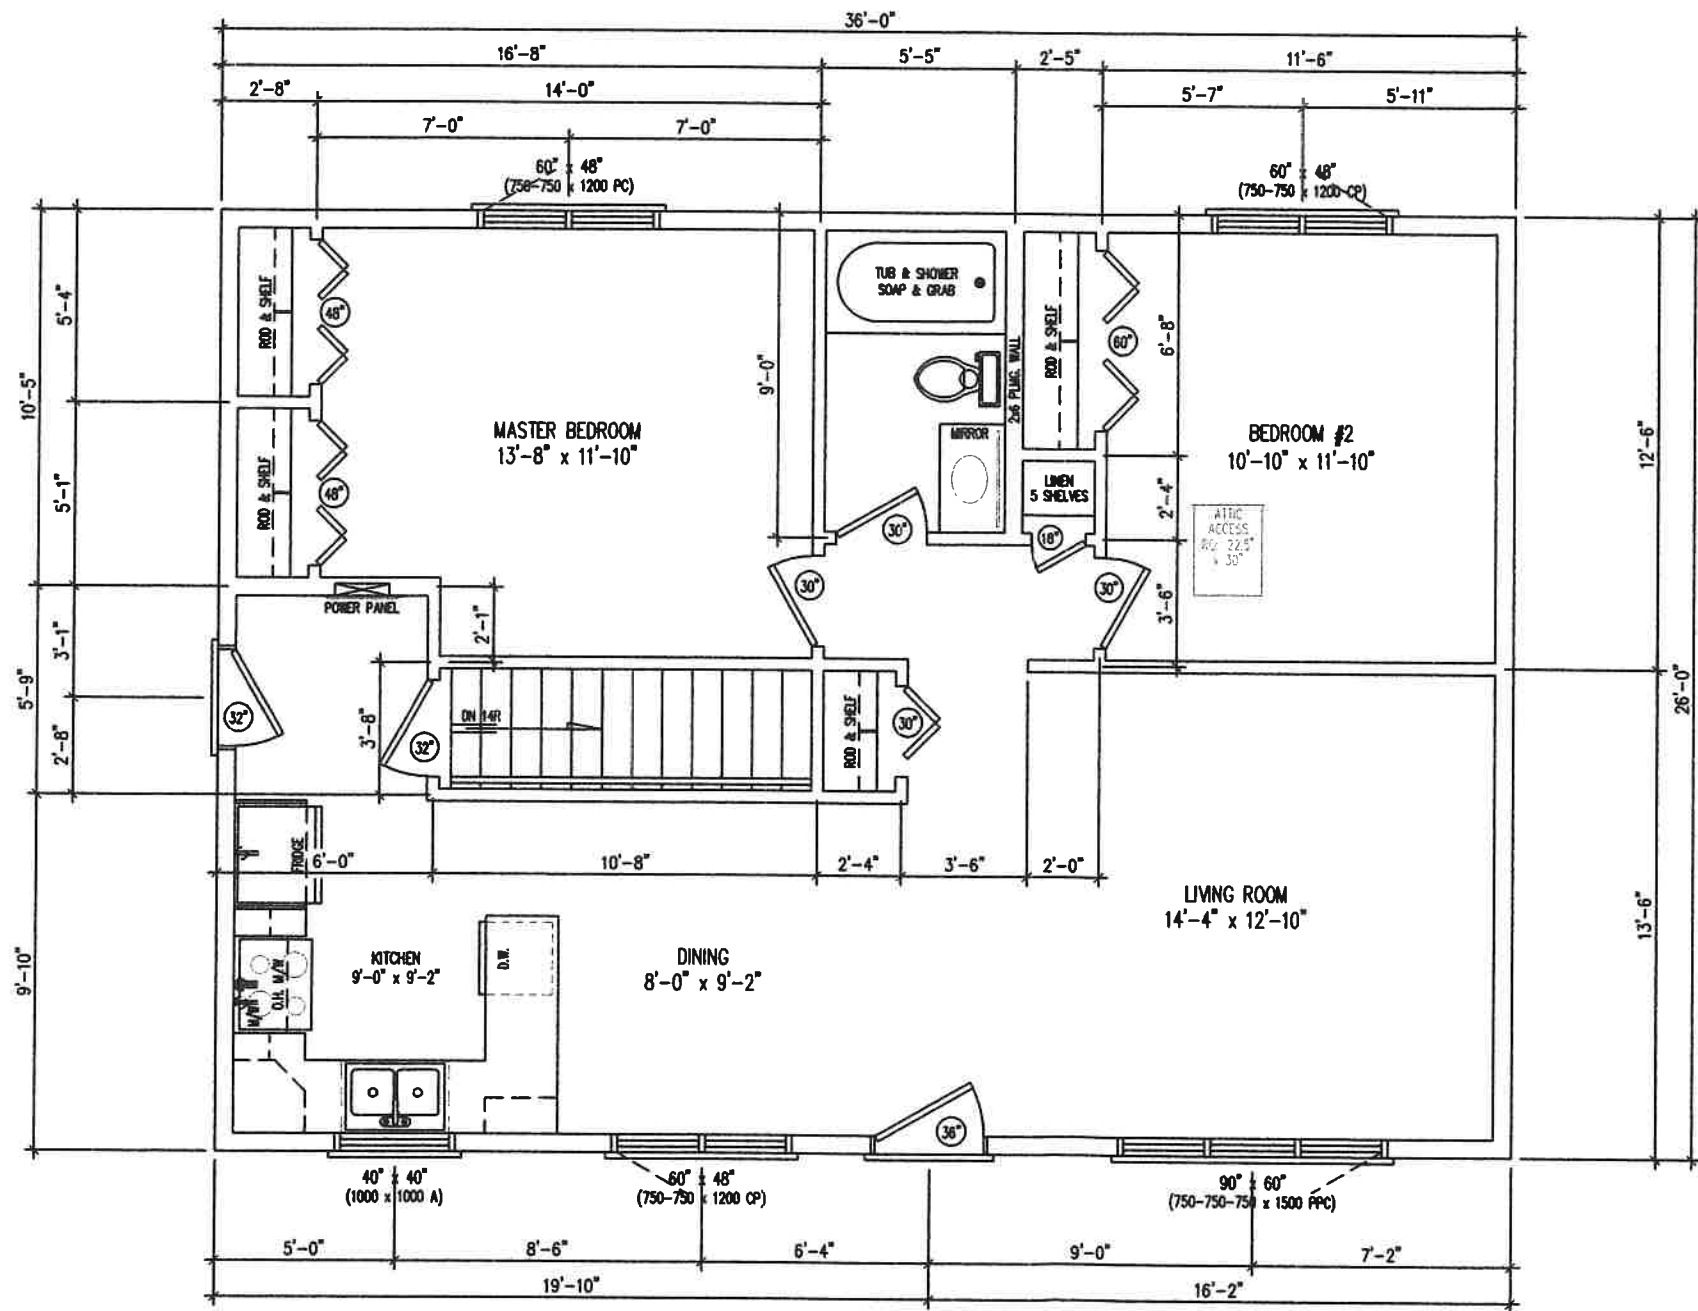 36'-0"
16'-8"
5'-5"
2'-5"
11'-6"
2'-8"
14'-0"
5'-7"
5'-11"
7'-0"
7'-0"
60" x 48"
(750-750 x 1200 PC)
60" x 48"
(750-750 x 1200 CP)
10'-5"
5'-4"
5'-1"
5'-9"
3'-1"
2'-8"
9'-10"
ROD & SHELF
48"
ROD & SHELF
48"
MASTER BEDROOM
13'-8" x 11'-10"
9'-0"
TUB & SHOWER
SOAP & GRAB
2x6 PLMG. WALL
MIRROR
ROD & SHELF
60"
6'-8"
BEDROOM #2
10'-10" x 11'-10"
LINEN
5 SHELVES
2'-4"
ATTIC
ACCESS
RO: 22.5"
x 30"
30"
18"
30"
30"
3'-6"
12'-6"
26'-0"
13'-6"
POWER PANEL
2'-1"
32"
3'-8"
32"
DN 14R
ROD & SHELF
30"
FRIDGE
6'-0"
10'-8"
2'-4"
3'-6"
2'-0"
LIVING ROOM
14'-4" x 12'-10"
KITCHEN
9'-0" x 9'-2"
D.W.
DINING
8'-0" x 9'-2"
O.H. M/W
36"
40" x 40"
(1000 x 1000 A)
60" x 48"
(750-750 x 1200 CP)
90" x 60"
(750-750-750 x 1500 PPC)
5'-0"
8'-6"
6'-4"
9'-0"
7'-2"
19'-10"
16'-2"